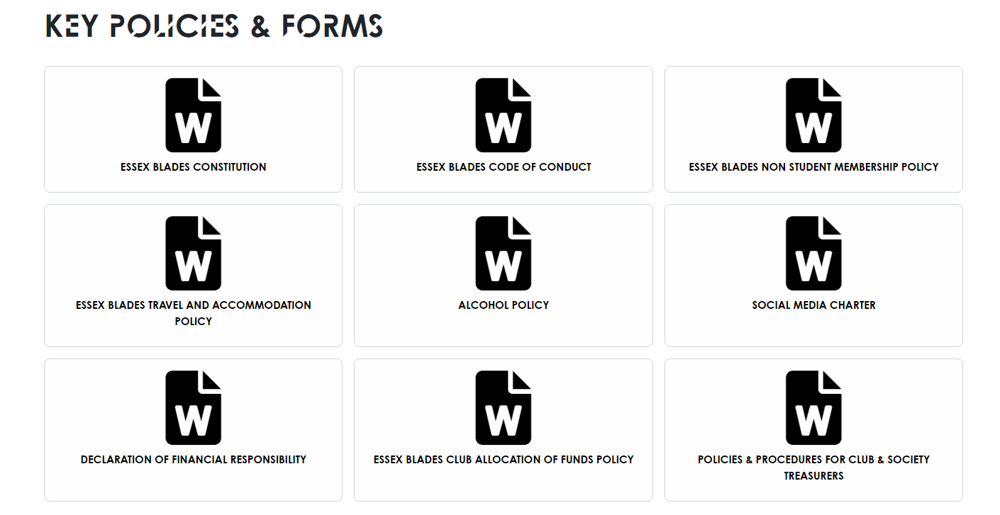 KEY POLICIES & FORMS
W
W
W
ESSEX BLADES CONSTITUTION
ESSEX BLADES CODE OF CONDUCT
ESSEX BLADES NON STUDENT MEMBERSHIP POLICY
W
W
W
ESSEX BLADES TRAVEL AND ACCOMMODATION
POLICY
ALCOHOL POLICY
SOCIAL MEDIA CHARTER
W
W
W
DECLARATION OF FINANCIAL RESPONSIBILITY
ESSEX BLADES CLUB ALLOCATION OF FUNDS POLICY
POLICIES & PROCEDURES FOR CLUB & SOCIETY
TREASURERS